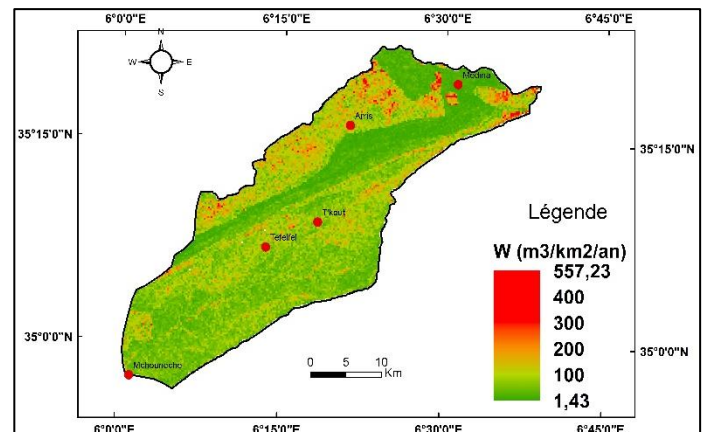 6°0'0"E 6°15'0"E 6°30'0"E 6°45'0"E
N
W E
S
Medina
Arris
35°15'0"N 35°15'0"N
T'kout
Tefelfel
Légende
W (m3/km2/an)
557,23
400
300
200
100
1,43
35°0'0"N 35°0'0"N
0 5 10
Km
Mchouneche
6°0'0"E 6°15'0"E 6°30'0"E 6°45'0"E